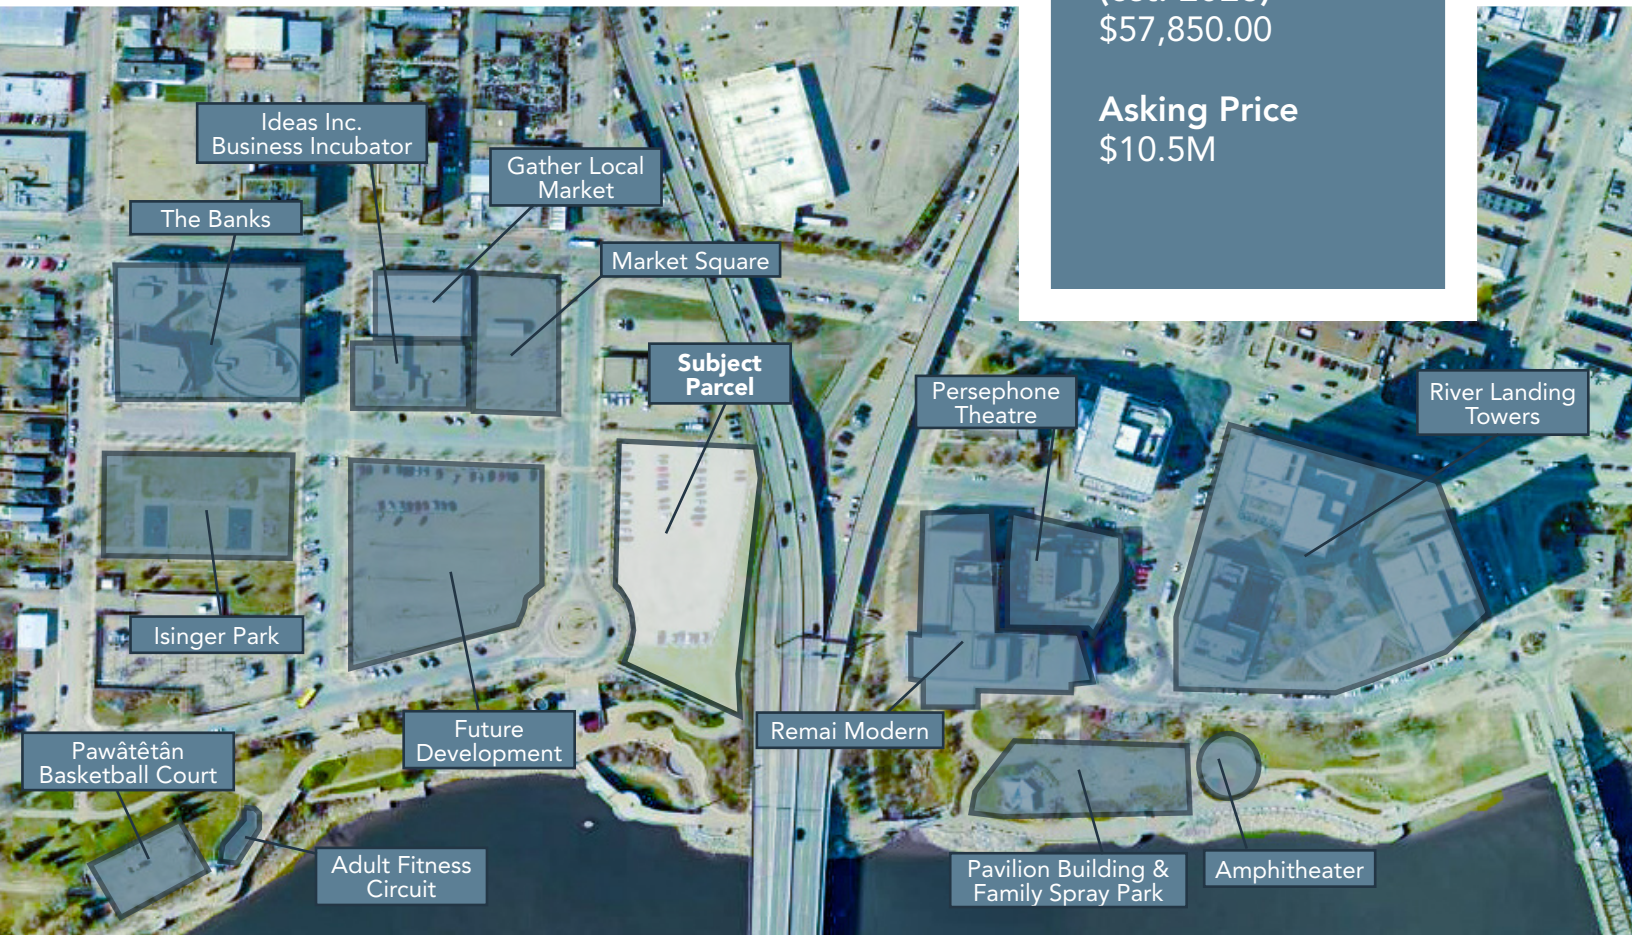 $57,850.00
Asking Price
$10.5M
Ideas Inc.
Business Incubator
Gather Local
Market
The Banks
Market Square
Subject
Parcel
Persephone
Theatre
River Landing
Towers
Isinger Park
Future
Development
Remai Modern
Pawâtêtân
Basketball Court
Adult Fitness
Circuit
Pavilion Building &
Family Spray Park
Amphitheater